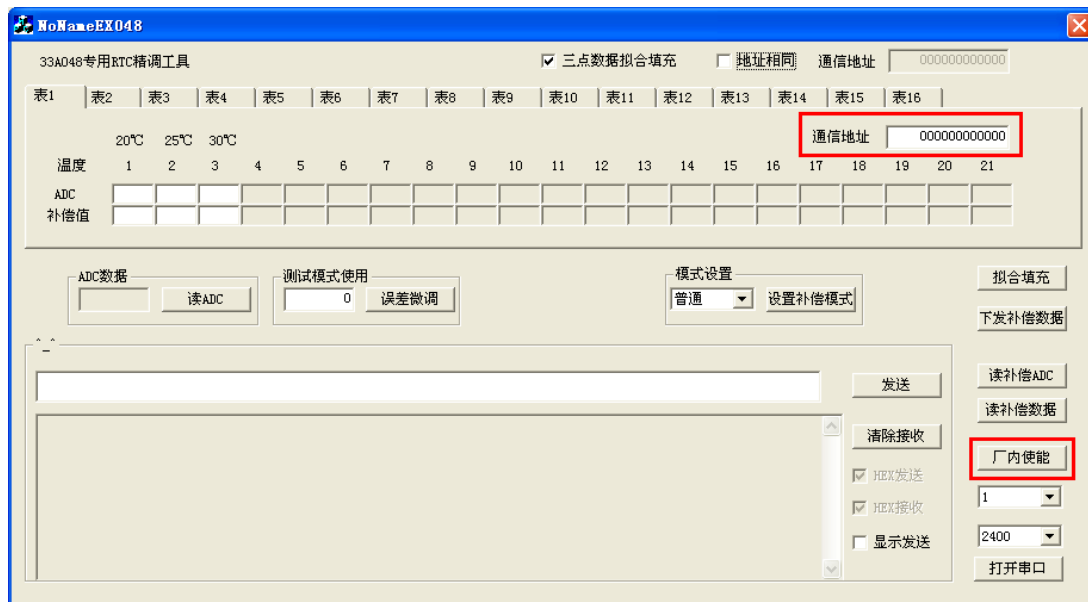 NoNameEX048
33A048专用RTC精调工具 三点数据拟合填充 地址相同 通信地址 000000000000
表1 表2 表3 表4 表5 表6 表7 表8 表9 表10 表11 表12 表13 表14 表15 表16
20℃ 25℃ 30℃ 通信地址 000000000000
温度 1 2 3 4 5 6 7 8 9 10 11 12 13 14 15 16 17 18 19 20 21
ADC
补偿值
ADC数据 测试模式使用 模式设置
读ADC 0 误差微调 普通 设置补偿模式 拟合填充
下发补偿数据
^_^
发送 读补偿ADC
读补偿数据
清除接收
厂内使能
HEX发送
1
HEX接收
显示发送 2400
打开串口